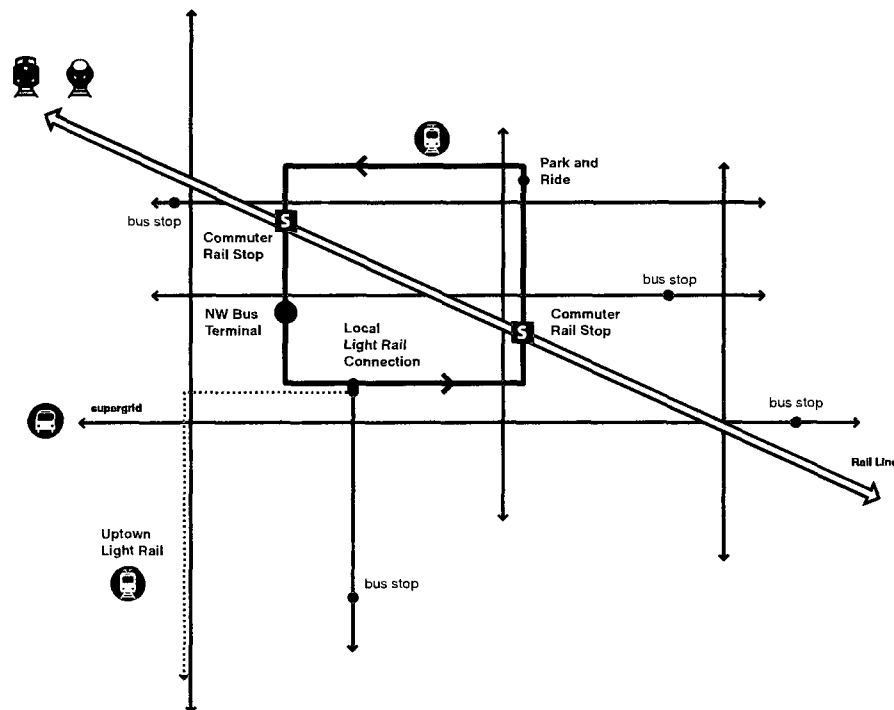 Park and
Ride
bus stop
S
Commuter
Rail Stop
bus stop
NW Bus
Terminal
Local
Light Rail
Connection
S
Commuter
Rail Stop
supergrid
bus stop
Rail Line
Uptown
Light Rail
bus stop